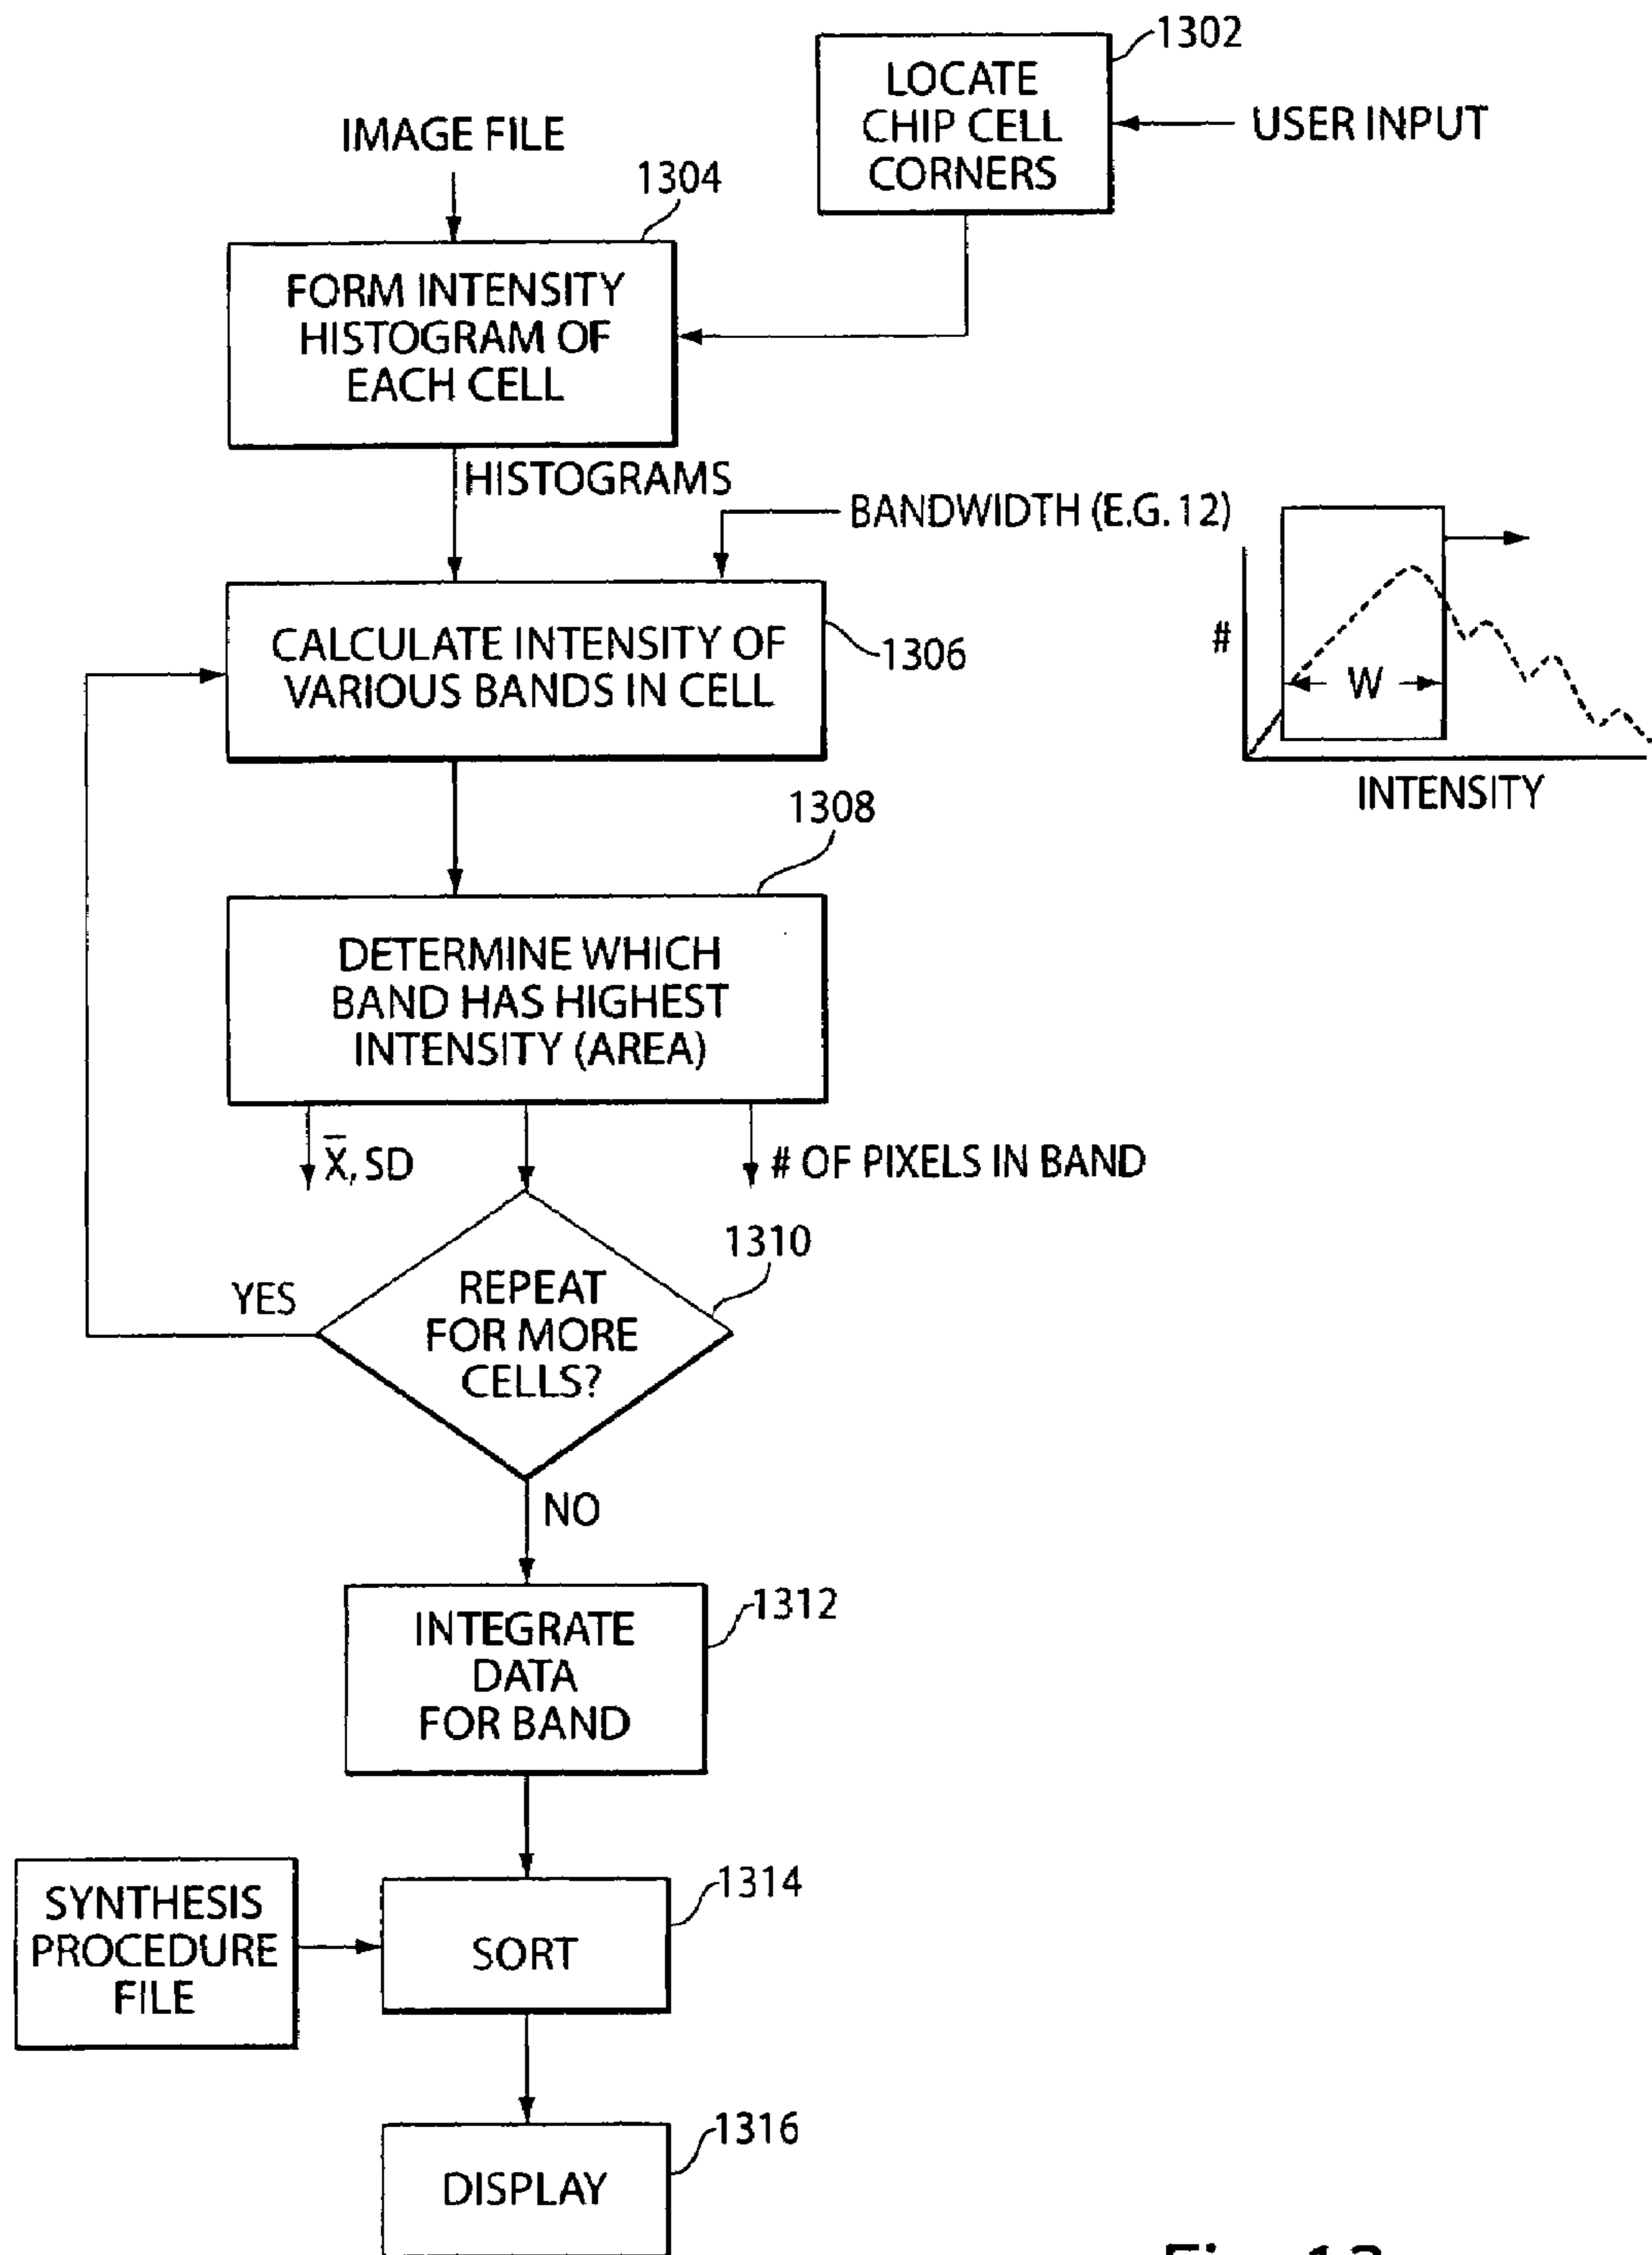 1302
LOCATE
CHIP CELL
CORNERS
USER INPUT
IMAGE FILE
1304
FORM INTENSITY
HISTOGRAM OF
EACH CELL
HISTOGRAMS
BANDWIDTH (E.G. 12)
CALCULATE INTENSITY OF
VARIOUS BANDS IN CELL
1306
#
W
INTENSITY
1308
DETERMINE WHICH
BAND HAS HIGHEST
INTENSITY (AREA)
X̅, SD
# OF PIXELS IN BAND
1310
YES
REPEAT
FOR MORE
CELLS?
NO
1312
INTEGRATE
DATA
FOR BAND
SYNTHESIS
PROCEDURE
FILE
1314
SORT
1316
DISPLAY